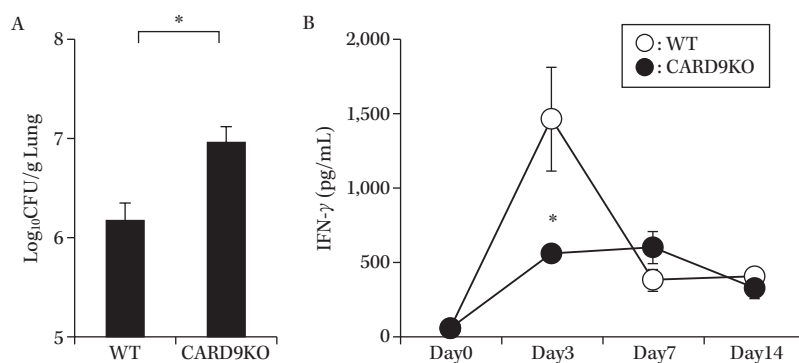 A
*
8
7
6
5
Log₁₀CFU/g Lung
WT CARD9KO
B
2,000
1,500
1,000
500
0
IFN-γ (pg/mL)
○: WT
●: CARD9KO
*
Day0 Day3 Day7 Day14